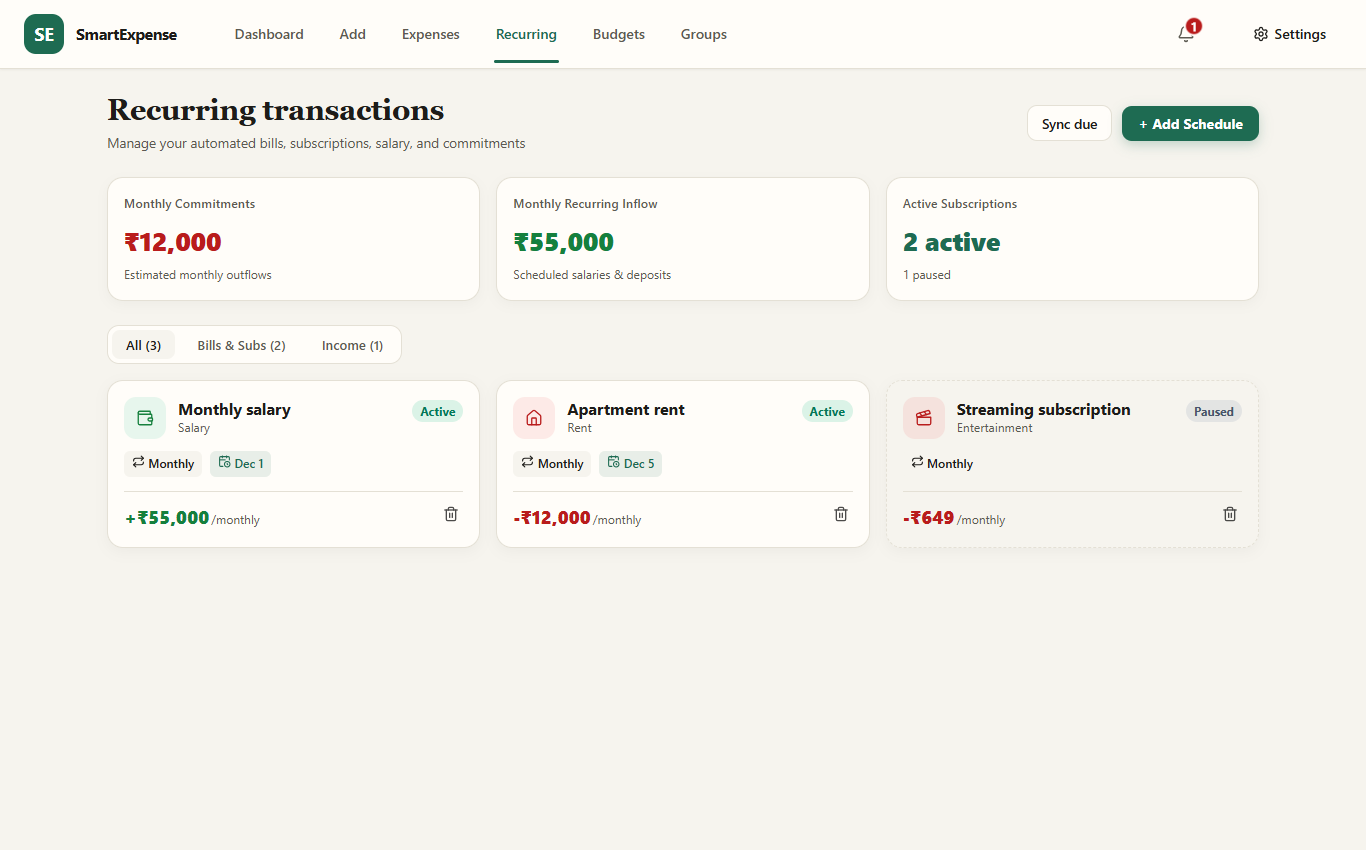 SE
SmartExpense
Dashboard
Add
Expenses
Recurring
Budgets
Groups
1
Settings
Recurring transactions
Manage your automated bills, subscriptions, salary, and commitments
Sync due
+ Add Schedule
Monthly Commitments
₹12,000
Estimated monthly outflows
Monthly Recurring Inflow
₹55,000
Scheduled salaries & deposits
Active Subscriptions
2 active
1 paused
All (3)
Bills & Subs (2)
Income (1)
Monthly salary
Salary
Active
Monthly
Dec 1
+₹55,000 /monthly
Apartment rent
Rent
Active
Monthly
Dec 5
-₹12,000 /monthly
Streaming subscription
Entertainment
Paused
Monthly
-₹649 /monthly